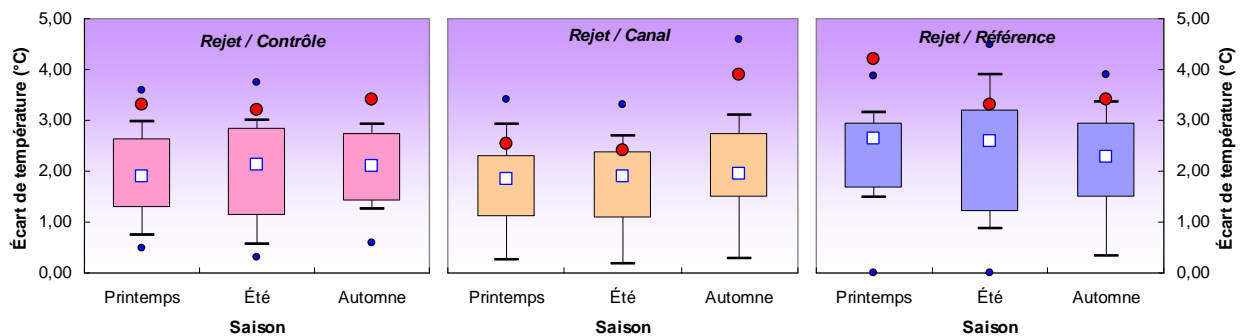 5,00
4,00
3,00
2,00
1,00
0,00
Écart de température (°C)
Rejet / Contrôle
Printemps Été Automne
Saison
Rejet / Canal
Printemps Été Automne
Saison
Rejet / Référence
Printemps Été Automne
Saison
5,00
4,00
3,00
2,00
1,00
0,00
Écart de température (°C)